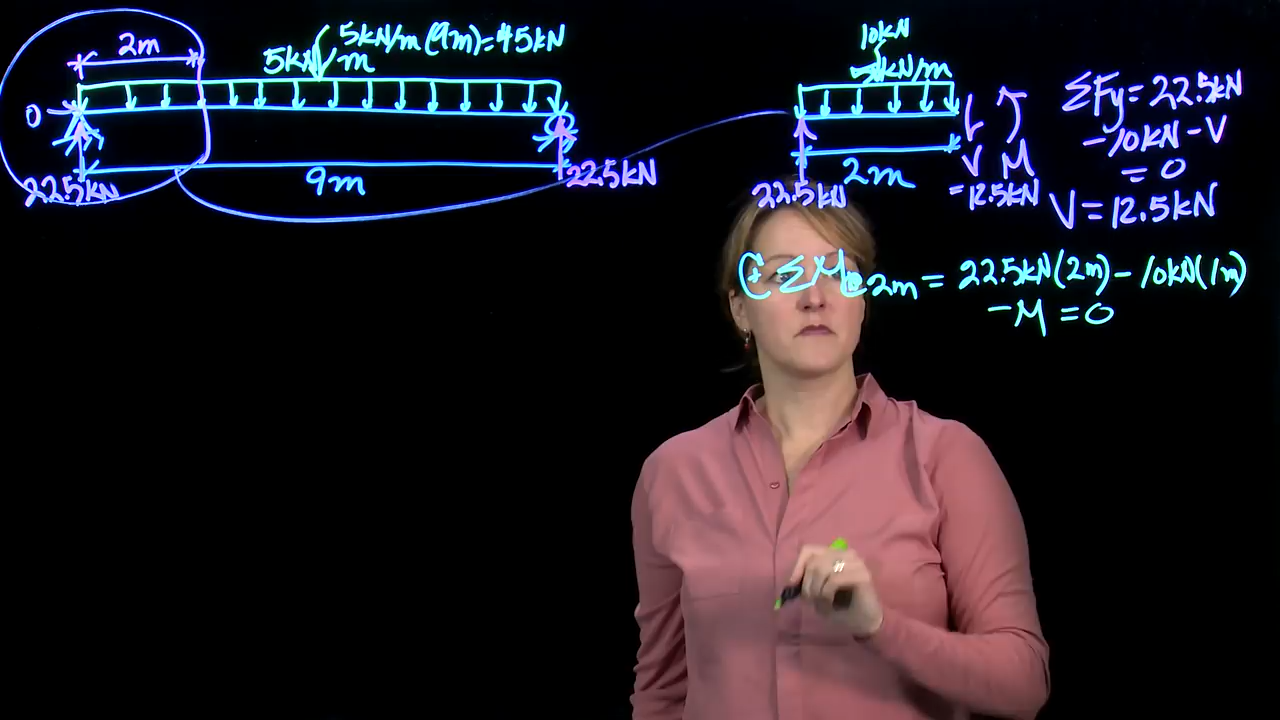 2m
5kN/m(9m)=45kN
5kN/m
0
22.5kN
9m
22.5kN
10kN
5kN/m
22.5kN
2m
V
M
=12.5kN
ΣFy=22.5kN
-10kN-V
=0
V=12.5kN
+ΣM@2m=22.5kN(2m)-10kN(1m)
-M=0